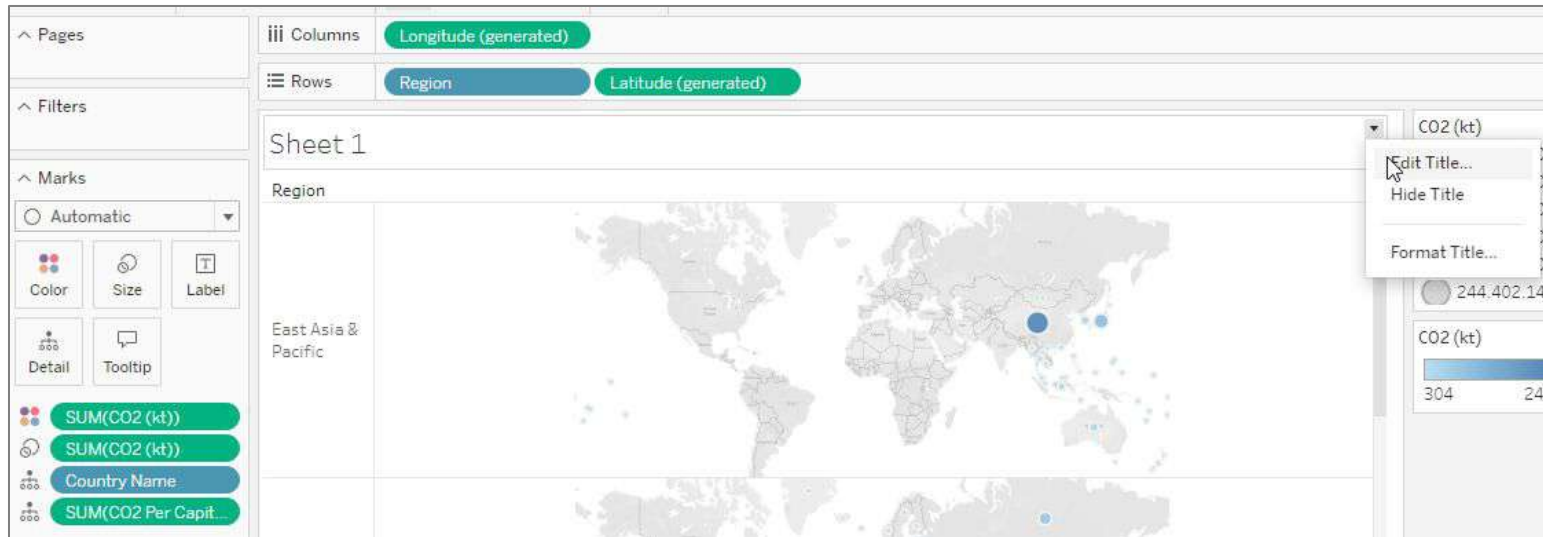 Pages
Columns
Longitude (generated)
Rows
Region
Latitude (generated)
Filters
Sheet 1
CO2 (kt)
Edit Title...
Hide Title
Format Title...
244.402.14
Marks
Automatic
Color
Size
Label
Detail
Tooltip
SUM(CO2 (kt))
SUM(CO2 (kt))
Country Name
SUM(CO2 Per Capit...
Region
East Asia &
Pacific
CO2 (kt)
304
24